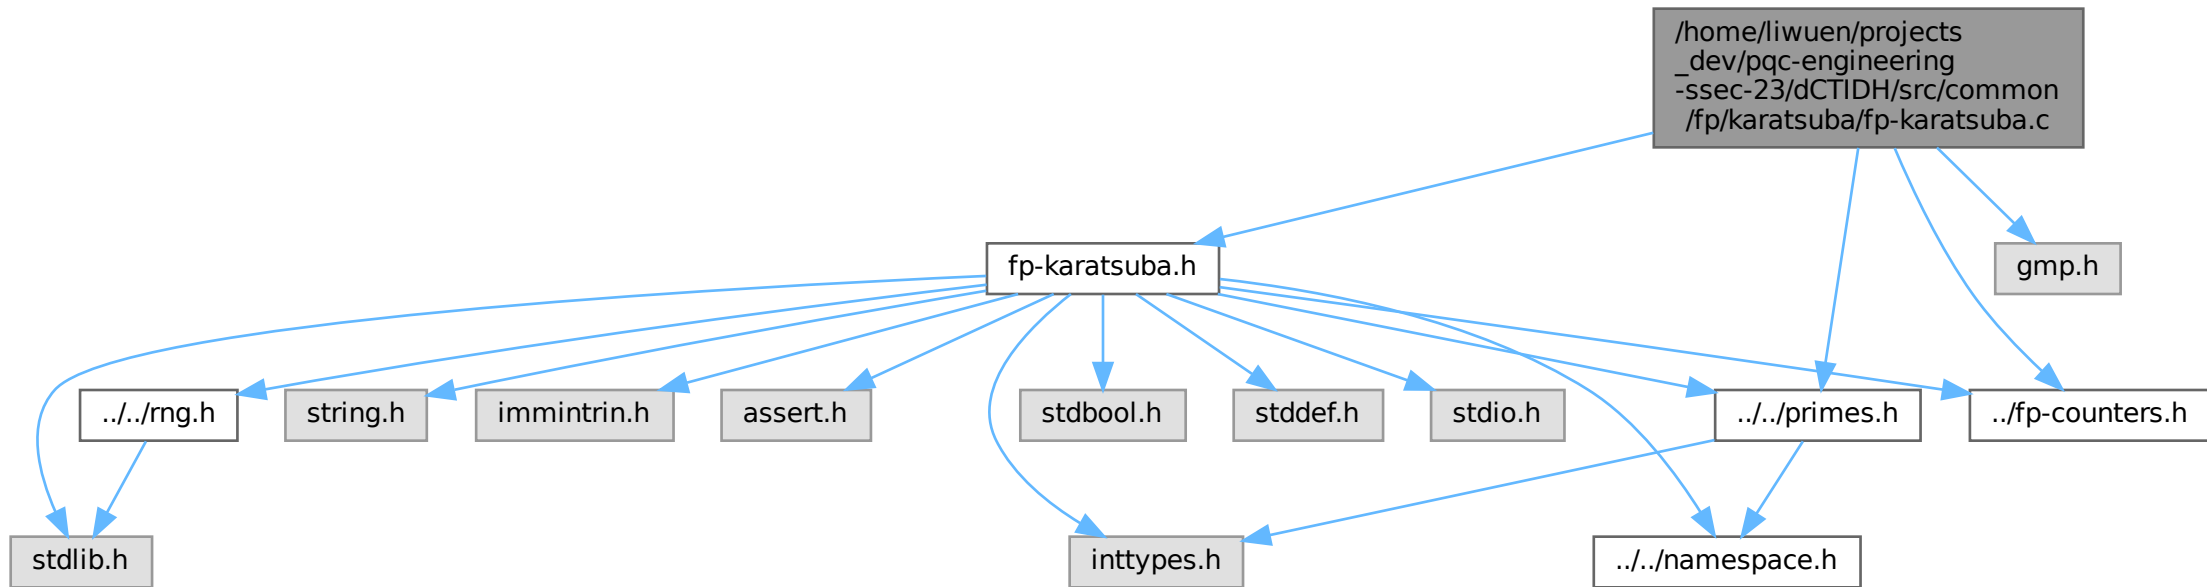 /home/liwuen/projects
_dev/pqc-engineering
-ssec-23/dCTIDH/src/common
/fp/karatsuba/fp-karatsuba.c
fp-karatsuba.h
gmp.h
../../rng.h
string.h
immintrin.h
assert.h
stdbool.h
stddef.h
stdio.h
../../primes.h
../fp-counters.h
stdlib.h
inttypes.h
../../namespace.h